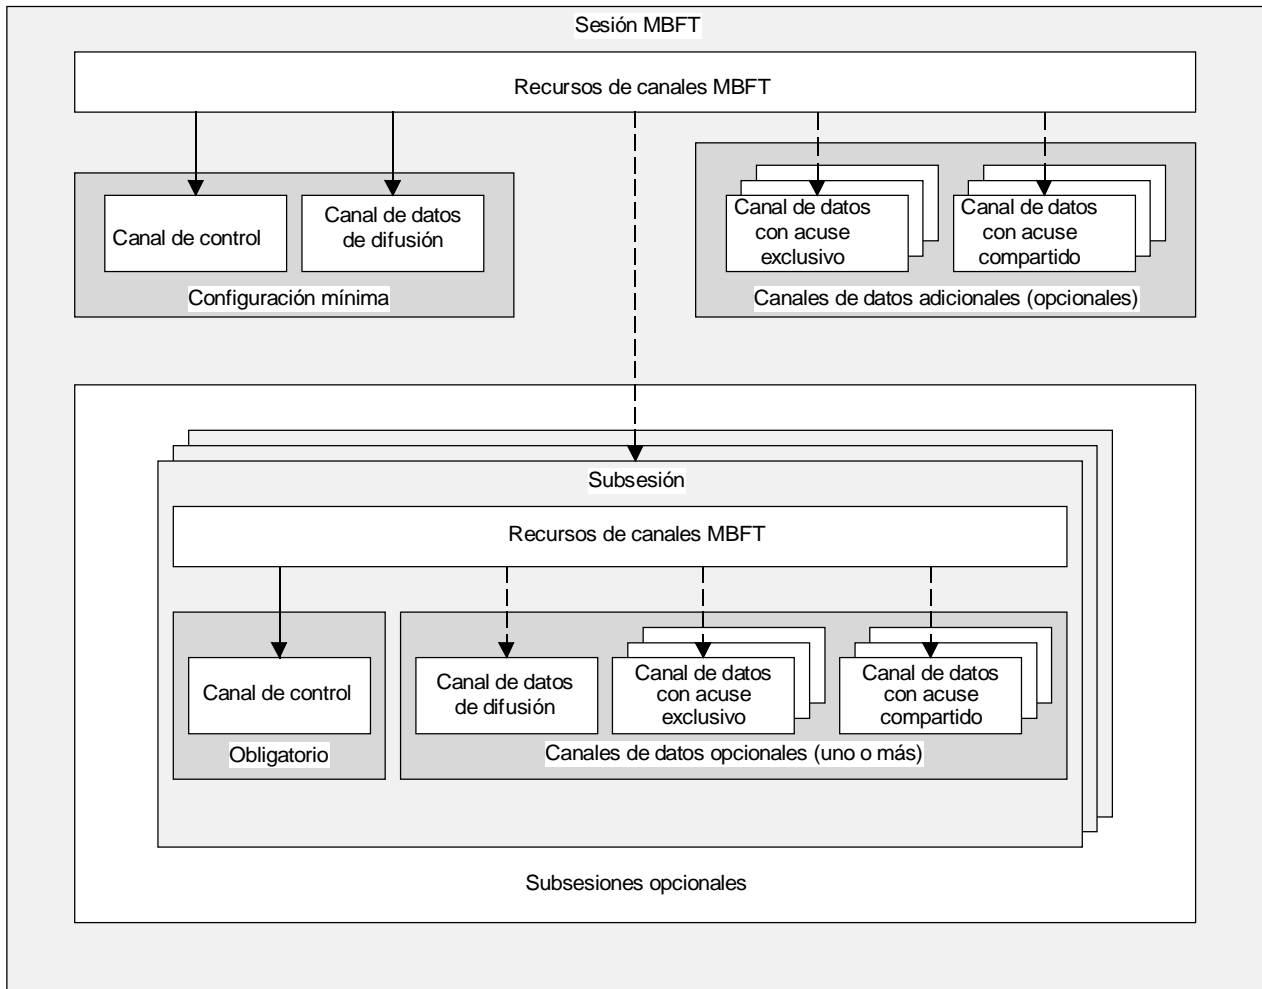 Sesión MBFT
Recursos de canales MBFT
Canal de control
Canal de datos
de difusión
Configuración mínima
Canal de datos
con acuse
exclusivo
Canal de datos
con acuse
compartido
Canales de datos adicionales (opcionales)
Subsesión
Recursos de canales MBFT
Canal de control
Obligatorio
Canal de datos
de difusión
Canal de datos
con acuse
exclusivo
Canal de datos
con acuse
compartido
Canales de datos opcionales (uno o más)
Subsesiones opcionales